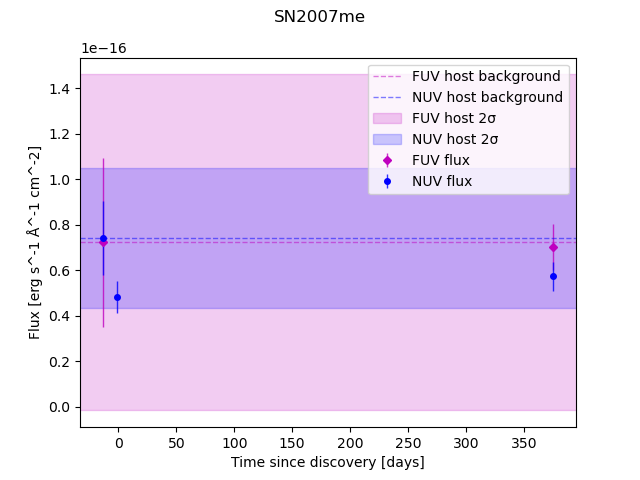 SN2007me
1e−16
Flux [erg s^-1 Å^-1 cm^-2]
1.4
1.2
1.0
0.8
0.6
0.4
0.2
0.0
FUV host background
NUV host background
FUV host 2σ
NUV host 2σ
FUV flux
NUV flux
0 50 100 150 200 250 300 350
Time since discovery [days]